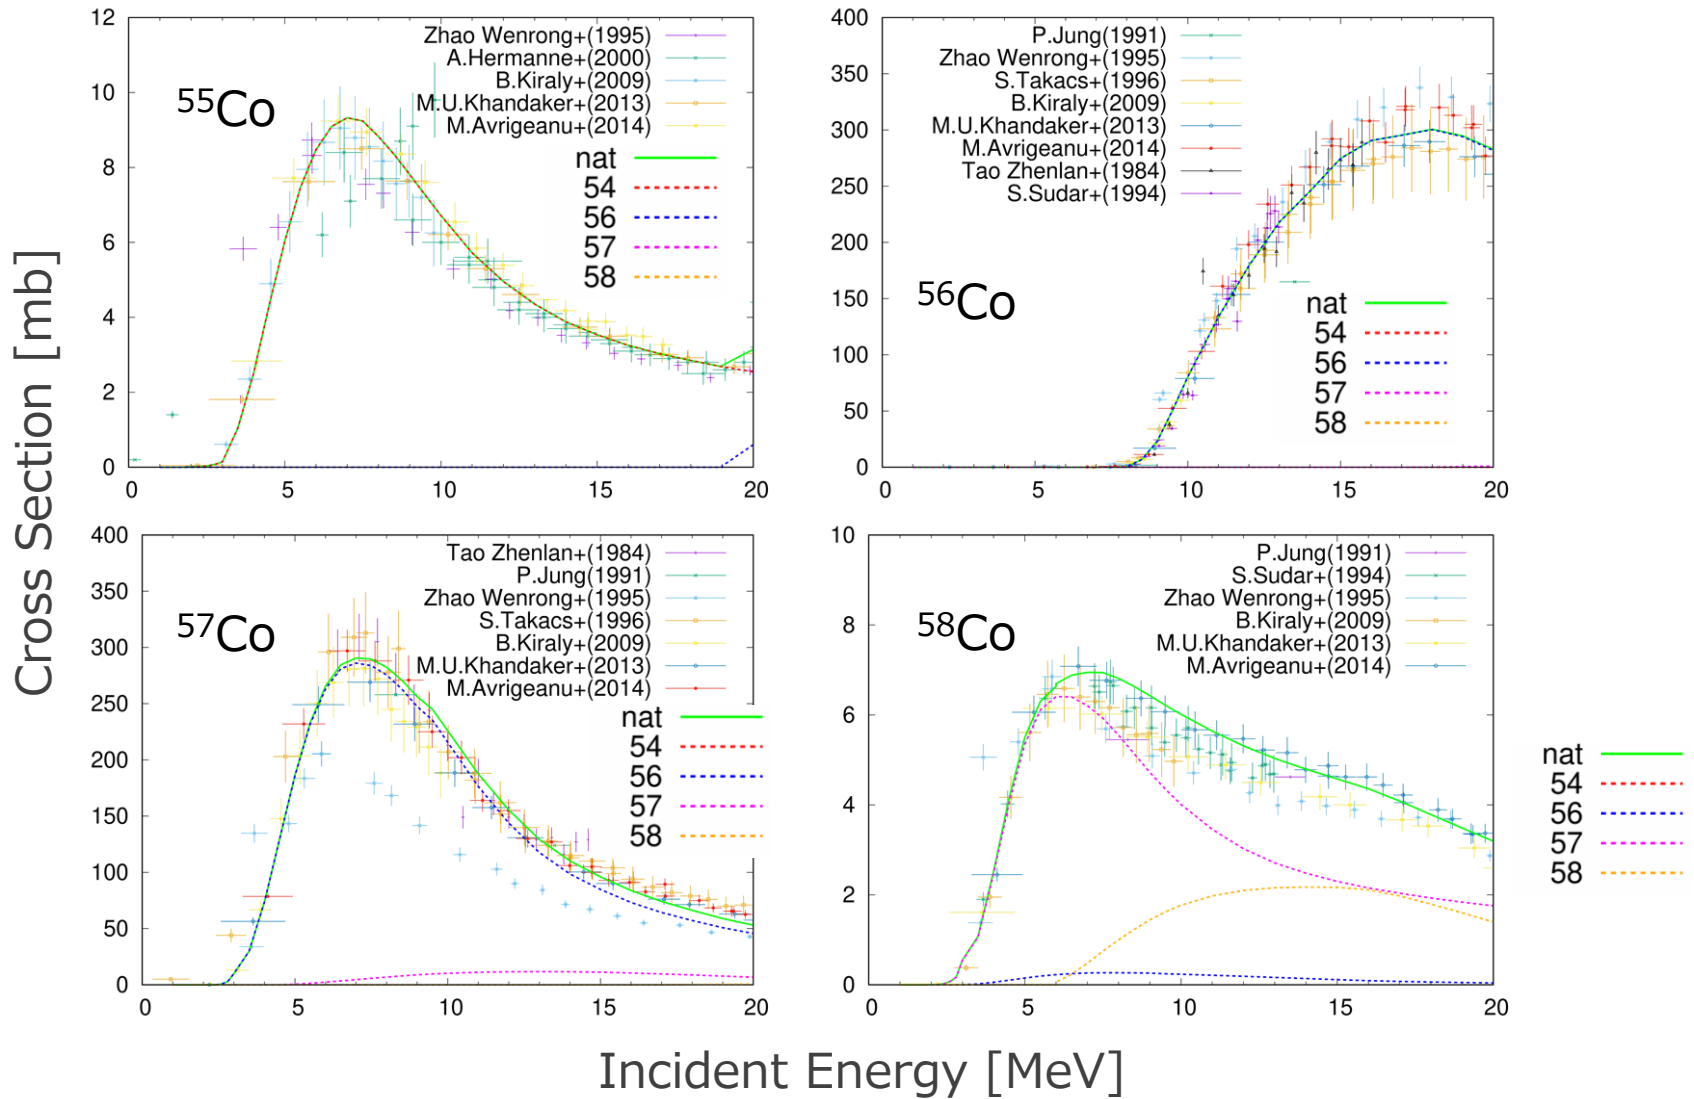 Cross Section [mb]
12
10
8
6
4
2
0
0
5
10
15
20
55Co
Zhao Wenrong+(1995)
A.Hermanne+(2000)
B.Kiraly+(2009)
M.U.Khandaker+(2013)
M.Avrigeanu+(2014)
nat
54
56
57
58
400
350
300
250
200
150
100
50
0
0
5
10
15
20
56Co
P.Jung(1991)
Zhao Wenrong+(1995)
S.Takacs+(1996)
B.Kiraly+(2009)
M.U.Khandaker+(2013)
M.Avrigeanu+(2014)
Tao Zhenlan+(1984)
S.Sudar+(1994)
nat
54
56
57
58
400
350
300
250
200
150
100
50
0
0
5
10
15
20
57Co
Tao Zhenlan+(1984)
P.Jung(1991)
Zhao Wenrong+(1995)
S.Takacs+(1996)
B.Kiraly+(2009)
M.U.Khandaker+(2013)
M.Avrigeanu+(2014)
nat
54
56
57
58
10
8
6
4
2
0
0
5
10
15
20
58Co
P.Jung(1991)
S.Sudar+(1994)
Zhao Wenrong+(1995)
B.Kiraly+(2009)
M.U.Khandaker+(2013)
M.Avrigeanu+(2014)
nat
54
56
57
58
Incident Energy [MeV]